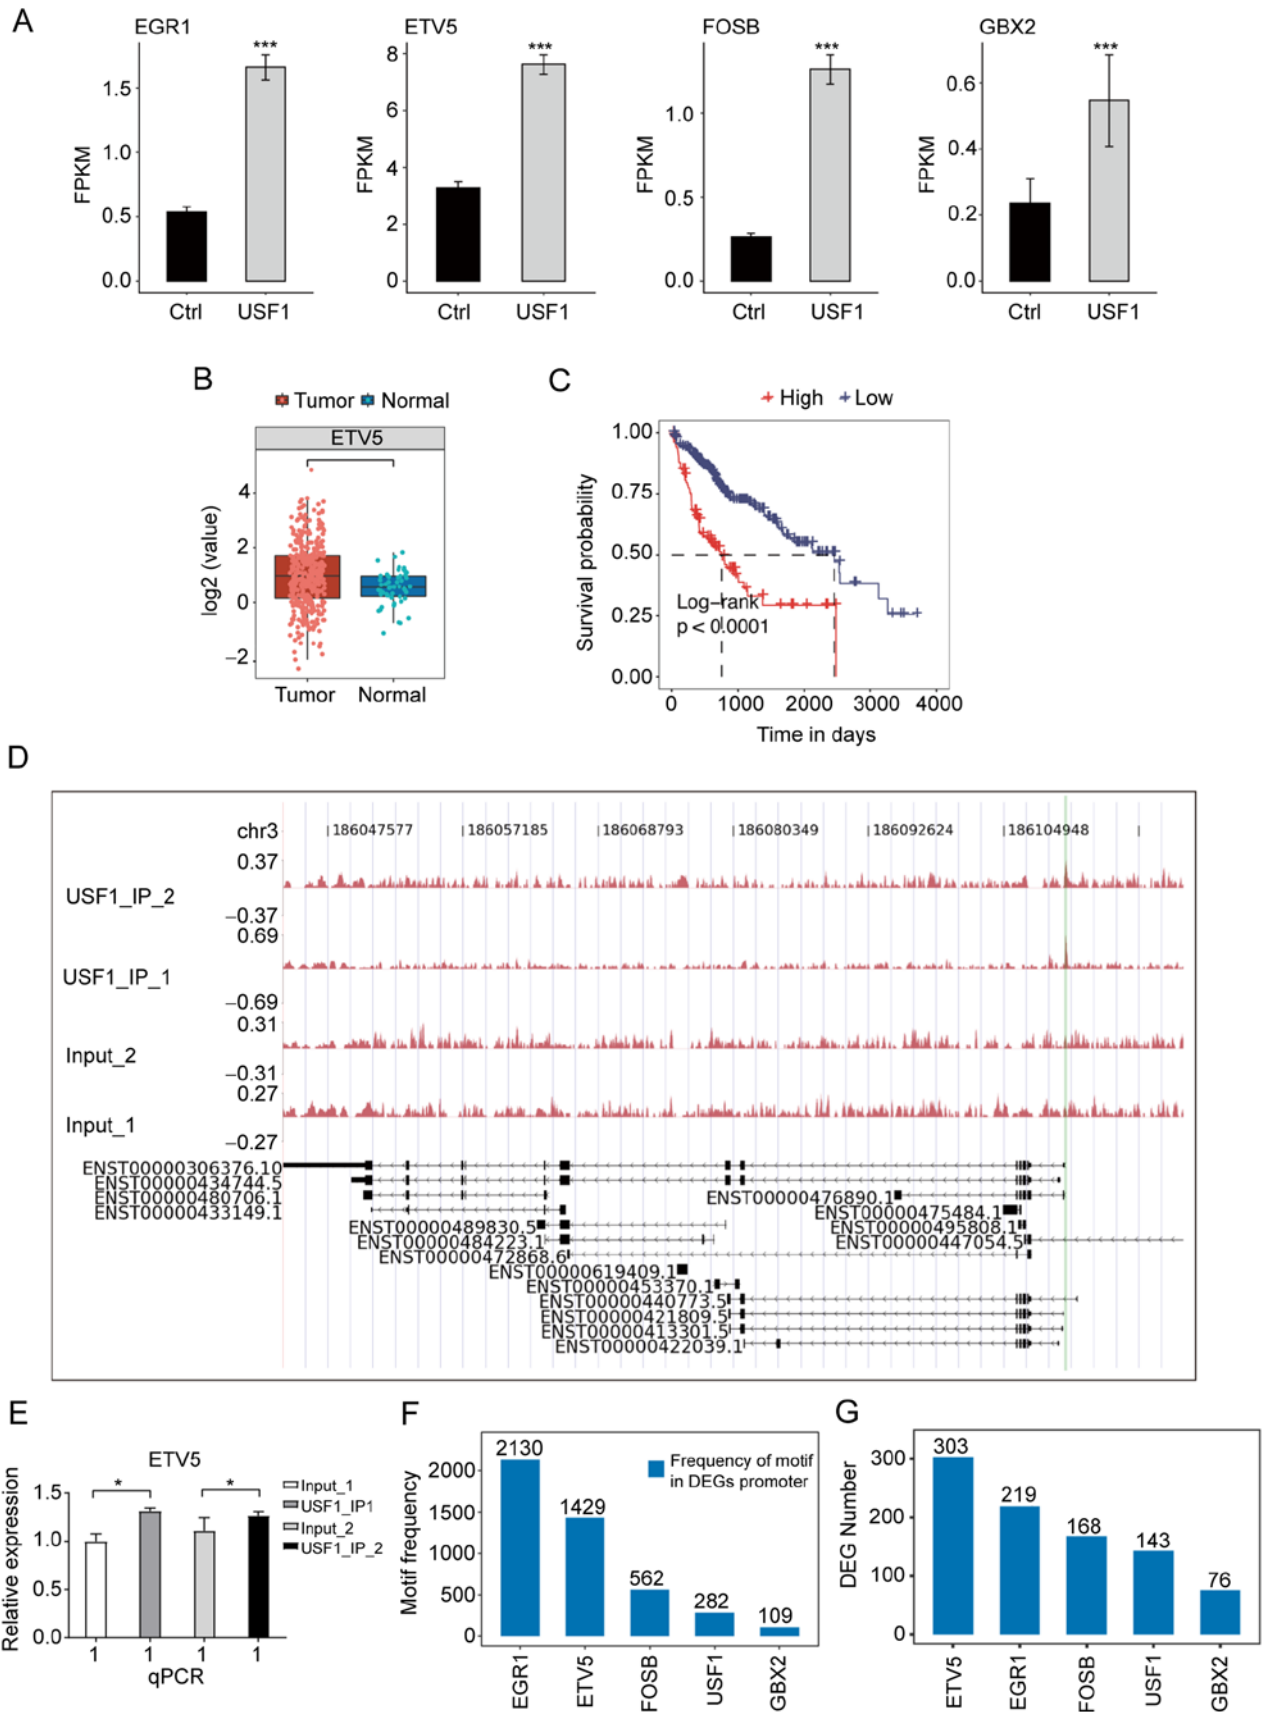 A
EGR1
***
FPKM
1.5
1.0
0.5
0.0
Ctrl USF1
ETV5
***
FPKM
8
6
4
2
0
Ctrl USF1
FOSB
***
FPKM
1.0
0.5
0.0
Ctrl USF1
GBX2
***
FPKM
0.6
0.4
0.2
0.0
Ctrl USF1
B
Tumor Normal
ETV5
log2 (value)
4
2
0
−2
Tumor Normal
C
High Low
Survival probability
1.00
0.75
0.50
0.25
0.00
Log−rank
p < 0.0001
0 1000 2000 3000 4000
Time in days
D
chr3 |186047577 |186057185 |186068793 |186080349 |186092624 |186104948 |
0.37
USF1_IP_2
−0.37
0.69
USF1_IP_1
−0.69
0.31
Input_2
−0.31
0.27
Input_1
−0.27
ENST00000306376.10
ENST00000434744.5
ENST00000480706.1 ENST00000476890.1
ENST00000433149.1 ENST00000475484.1
ENST00000489830.5 ENST00000495808.1
ENST00000484223.1 ENST00000447054.5
ENST00000472868.6
ENST00000619409.1
ENST00000453370.1
ENST00000440773.5
ENST00000421809.5
ENST00000413301.5
ENST00000422039.1
E
ETV5
Relative expression
1.5
1.0
0.5
0.0
* *
Input_1
USF1_IP1
Input_2
USF1_IP_2
1 1 1 1
qPCR
F
Motif frequency
2000
1500
1000
500
0
Frequency of motif
in DEGs promoter
2130
1429
562
282
109
EGR1
ETV5
FOSB
USF1
GBX2
G
DEG Number
300
200
100
0
303
219
168
143
76
ETV5
EGR1
FOSB
USF1
GBX2